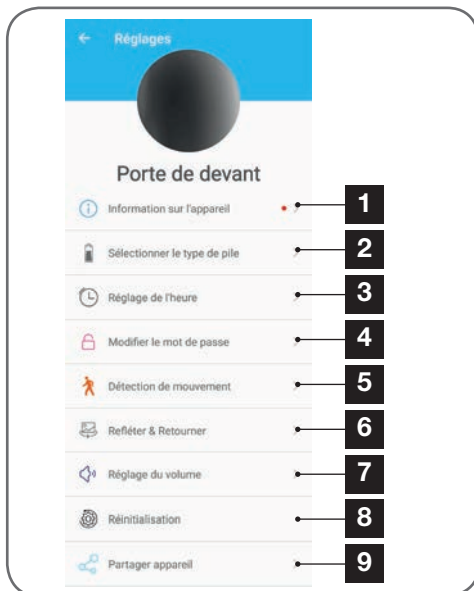 Réglages
Porte de devant
Information sur l'appareil 1
Sélectionner le type de pile 2
Réglage de l'heure 3
Modifier le mot de passe 4
Détection de mouvement 5
Refléter & Retourner 6
Réglage du volume 7
Réinitialisation 8
Partager appareil 9